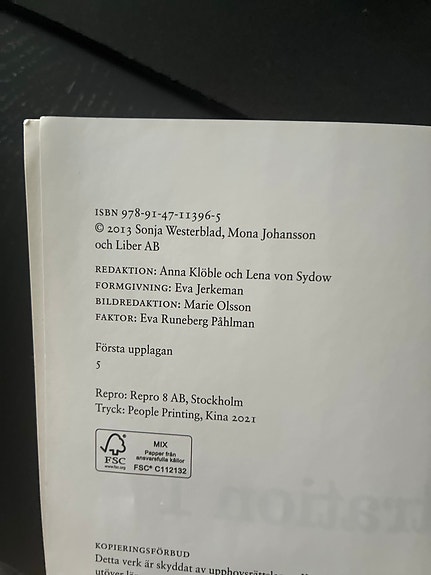 ISBN 978-91-47-11396-5
© 2013 Sonja Westerblad, Mona Johansson
och Liber AB
REDAKTION: Anna Klöble och Lena von Sydow
FORMGIVNING: Eva Jerkeman
BILDREDAKTION: Marie Olsson
FAKTOR: Eva Runeberg Påhlman
Första upplagan
5
Repro: Repro 8 AB, Stockholm
Tryck: People Printing, Kina 2021
FSC
www.fsc.org
MIX
Papper från
ansvarsfulla källor
FSC® C112132
KOPIERINGSFÖRBUD
Detta verk är skyddat av
utöver